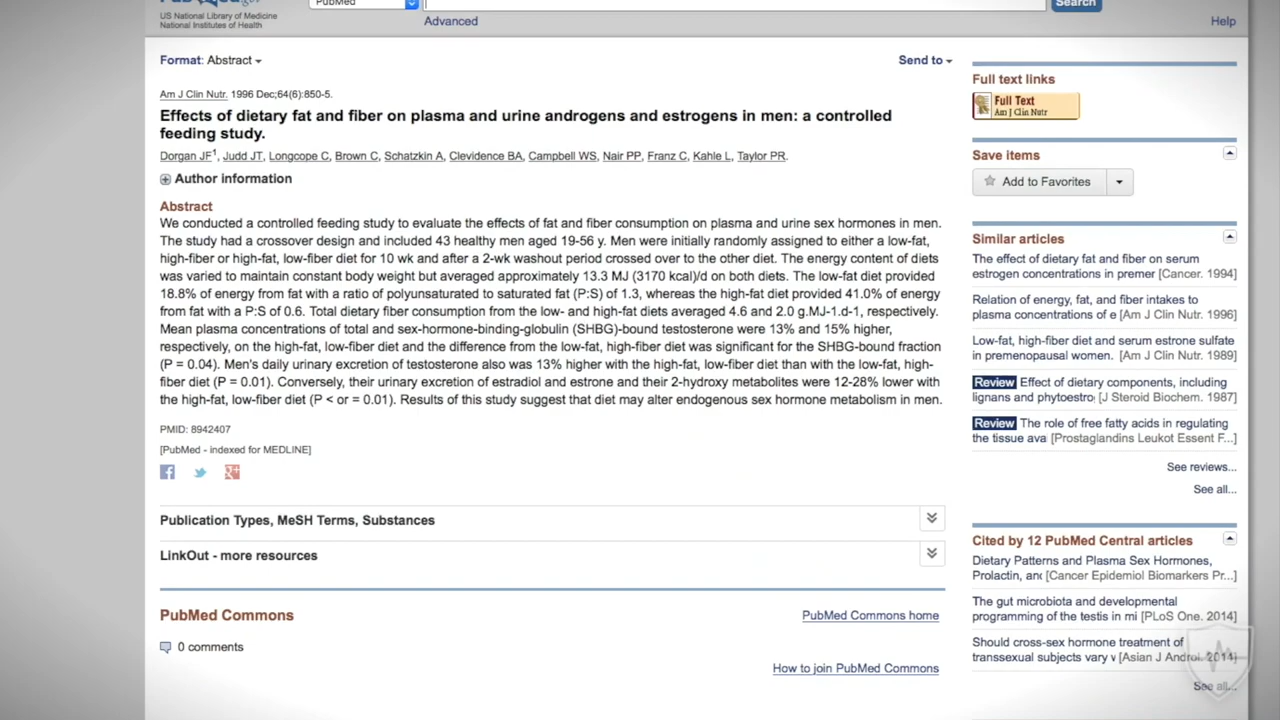 PubMed
US National Library of Medicine
National Institutes of Health
PubMed
Search
Advanced
Help
Format: Abstract
Send to
Am J Clin Nutr. 1996 Dec;64(6):850-5.
Effects of dietary fat and fiber on plasma and urine androgens and estrogens in men: a controlled
feeding study.
Dorgan JF1, Judd JT, Longcope C, Brown C, Schatzkin A, Clevidence BA, Campbell WS, Nair PP, Franz C, Kahle L, Taylor PR.
Author information
Abstract
We conducted a controlled feeding study to evaluate the effects of fat and fiber consumption on plasma and urine sex hormones in men.
The study had a crossover design and included 43 healthy men aged 19-56 y. Men were initially randomly assigned to either a low-fat,
high-fiber or high-fat, low-fiber diet for 10 wk and after a 2-wk washout period crossed over to the other diet. The energy content of diets
was varied to maintain constant body weight but averaged approximately 13.3 MJ (3170 kcal)/d on both diets. The low-fat diet provided
18.8% of energy from fat with a ratio of polyunsaturated to saturated fat (P:S) of 1.3, whereas the high-fat diet provided 41.0% of energy
from fat with a P:S of 0.6. Total dietary fiber consumption from the low- and high-fat diets averaged 4.6 and 2.0 g.MJ-1.d-1, respectively.
Mean plasma concentrations of total and sex-hormone-binding-globulin (SHBG)-bound testosterone were 13% and 15% higher,
respectively, on the high-fat, low-fiber diet and the difference from the low-fat, high-fiber diet was significant for the SHBG-bound fraction
(P = 0.04). Men's daily urinary excretion of testosterone also was 13% higher with the high-fat, low-fiber diet than with the low-fat, high-
fiber diet (P = 0.01). Conversely, their urinary excretion of estradiol and estrone and their 2-hydroxy metabolites were 12-28% lower with
the high-fat, low-fiber diet (P < or = 0.01). Results of this study suggest that diet may alter endogenous sex hormone metabolism in men.
PMID: 8942407
[PubMed - indexed for MEDLINE]
Publication Types, MeSH Terms, Substances
LinkOut - more resources
PubMed Commons
PubMed Commons home
0 comments
How to join PubMed Commons
Full text links
Full Text
Am J Clin Nutr
Save items
Add to Favorites
Similar articles
The effect of dietary fat and fiber on serum
estrogen concentrations in premer [Cancer. 1994]
Relation of energy, fat, and fiber intakes to
plasma concentrations of e [Am J Clin Nutr. 1996]
Low-fat, high-fiber diet and serum estrone sulfate
in premenopausal women. [Am J Clin Nutr. 1989]
Review Effect of dietary components, including
lignans and phytoestro [J Steroid Biochem. 1987]
Review The role of free fatty acids in regulating
the tissue ava [Prostaglandins Leukot Essent F...]
See reviews...
See all...
Cited by 12 PubMed Central articles
Dietary Patterns and Plasma Sex Hormones,
Prolactin, and [Cancer Epidemiol Biomarkers Pr...]
The gut microbiota and developmental
programming of the testis in mi [PLoS One. 2014]
Should cross-sex hormone treatment of
transsexual subjects vary v [Asian J Androl. 2014]
See all...